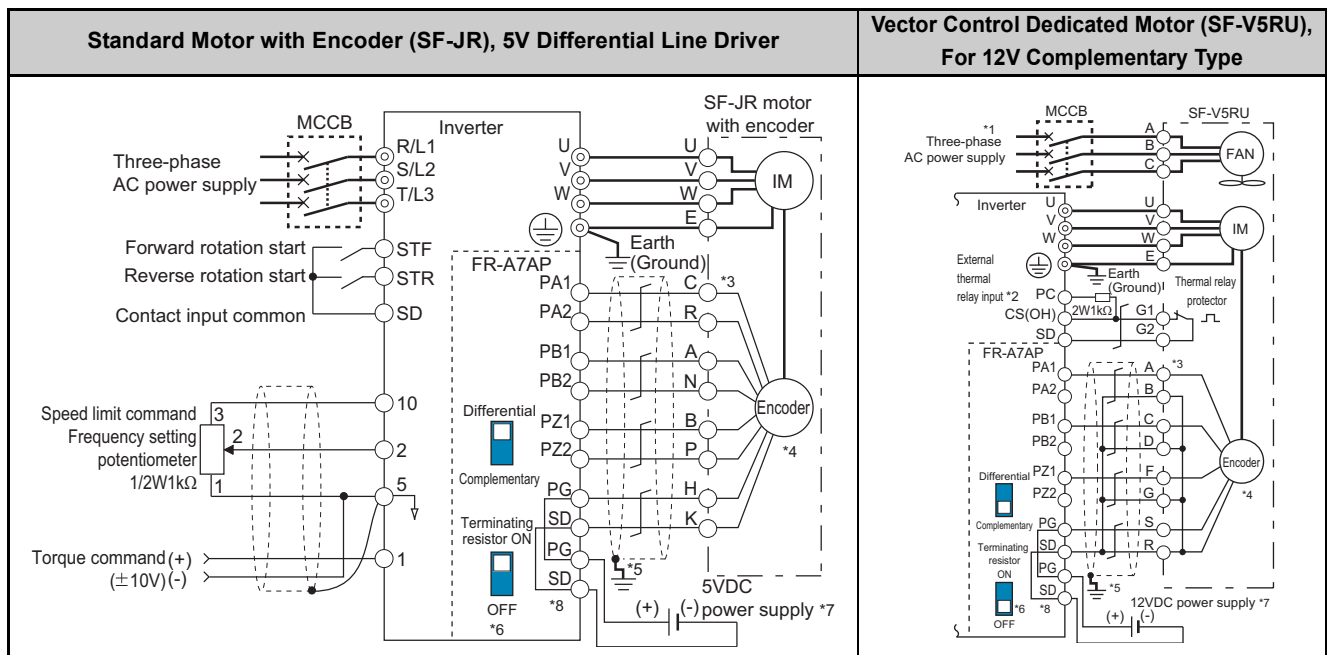 Standard Motor with Encoder (SF-JR), 5V Differential Line Driver
Vector Control Dedicated Motor (SF-V5RU),
For 12V Complementary Type
SF-JR motor
with encoder
MCCB
Inverter
Three-phase
AC power supply
R/L1
S/L2
T/L3
U
V
W
U
V
W
E
IM
Earth
(Ground)
Forward rotation start
Reverse rotation start
Contact input common
STF
STR
SD
FR-A7AP
PA1
PA2
PB1
PB2
PZ1
PZ2
PG
SD
PG
SD
C
*3
R
A
N
B
P
H
K
Encoder
*4
Differential
Complementary
Terminating
resistor ON
OFF
*6
*8
*5
5VDC
power supply *7
(+)
(-)
Speed limit command
Frequency setting
potentiometer
1/2W1kΩ
3
2
1
10
2
5
1
Torque command (+)
(±10V) (-)
MCCB
SF-V5RU
*1
Three-phase
AC power supply
A
B
C
FAN
Inverter
U
V
W
U
V
W
E
IM
External
thermal
relay input *2
Earth
(Ground)
Thermal relay
protector
PC
CS(OH)
SD
2W1kΩ
G1
G2
FR-A7AP
PA1
PA2
PB1
PB2
PZ1
PZ2
PG
SD
PG
SD
A
*3
B
C
D
F
G
S
R
Encoder
*4
Differential
Complementary
Terminating
resistor
ON
*6
OFF
*8
*5
12VDC power supply *7
(+)
(-)